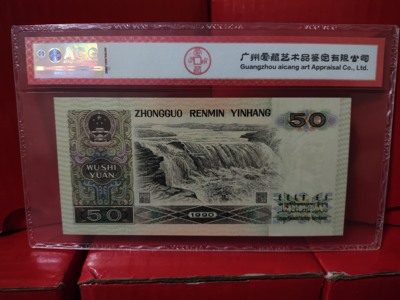 ACG
广州爱藏艺术品鉴定有限公司
Guangzhou aicang art Appraisal Co., Ltd.
ZHONGGUO RENMIN YINHANG
50
WUSHI
YUAN
50
1990